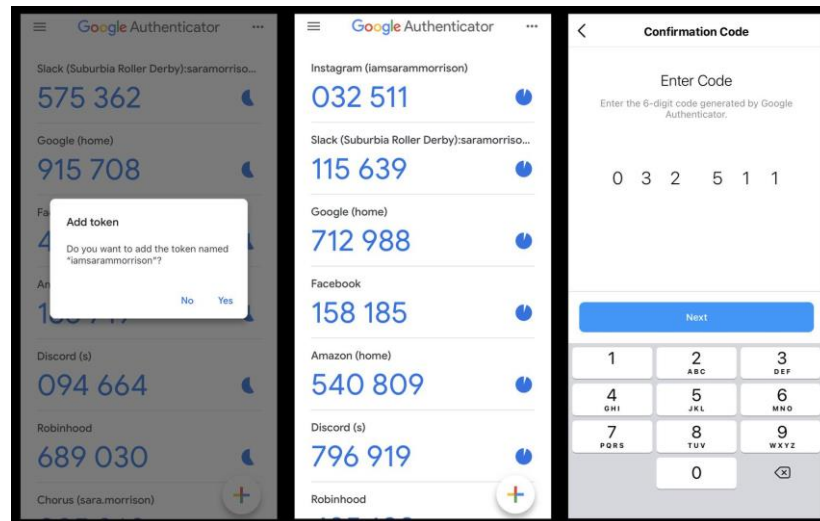 Google Authenticator
Slack (Suburbia Roller Derby):saramorriso...
575 362
Google (home)
915 708
Fa
4
Add token
Do you want to add the token named
"iamsarammorrison"?
No Yes
An
Discord (s)
094 664
Robinhood
689 030
Chorus (sara.morrison)
Google Authenticator
Instagram (iamsarammorrison)
032 511
Slack (Suburbia Roller Derby):saramorriso...
115 639
Google (home)
712 988
Facebook
158 185
Amazon (home)
540 809
Discord (s)
796 919
Robinhood
Confirmation Code
Enter Code
Enter the 6-digit code generated by Google
Authenticator.
0 3 2 5 1 1
Next
1 2 3
ABC DEF
4 5 6
GHI JKL MNO
7 8 9
PQRS TUV WXYZ
0